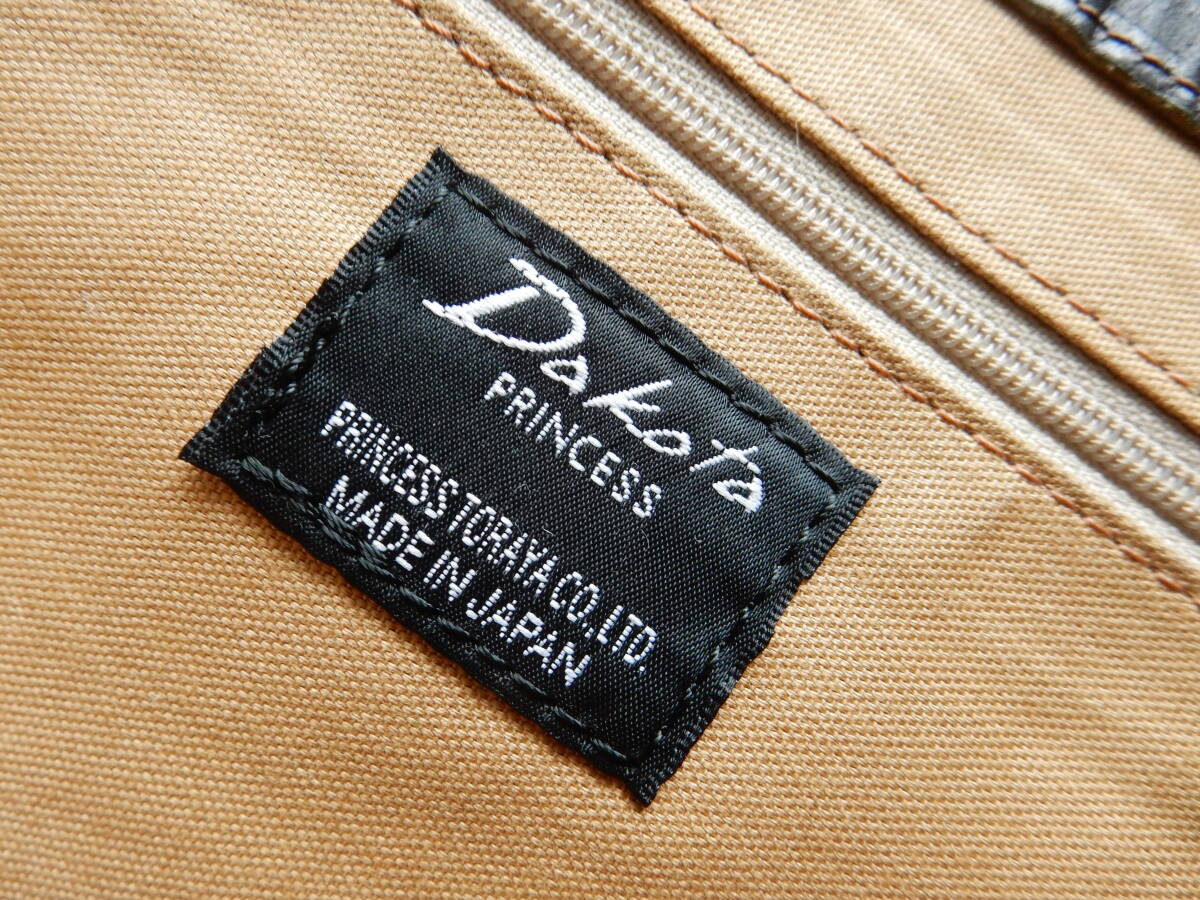 Dakota
PRINCESS
PRINCESS TORAYA CO.,LTD.
MADE IN JAPAN